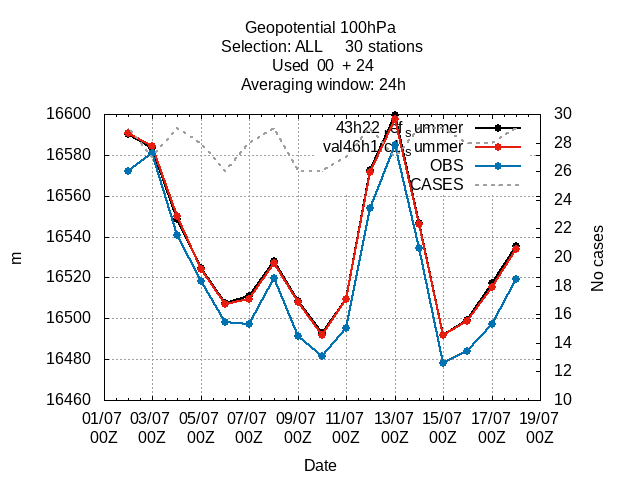 Geopotential 100hPa
Selection: ALL 30 stations
Used 00 + 24
Averaging window: 24h
43h22_ref_summer
OBS
CASES
16600
16580
16560
16540
16520
16500
16480
16460
30
28
26
24
22
20
18
16
14
12
10
m
No cases
01/07 03/07 05/07 07/07 09/07 11/07 13/07 15/07 17/07 19/07
00Z 00Z 00Z 00Z 00Z 00Z 00Z 00Z 00Z 00Z
Date